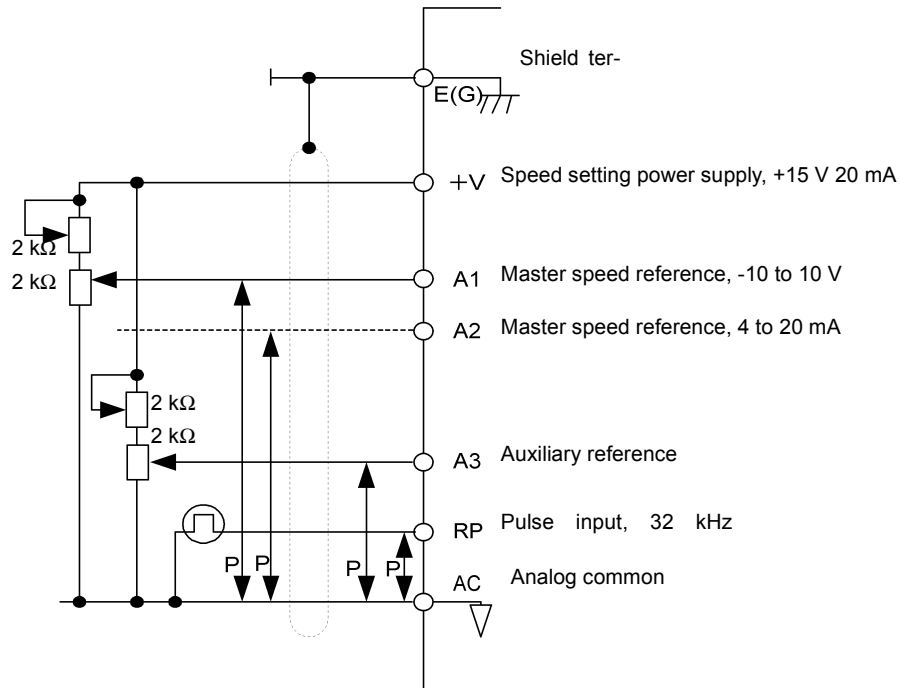 Shield ter-
E(G)
+V Speed setting power supply, +15 V 20 mA
2 kΩ
2 kΩ
A1 Master speed reference, -10 to 10 V
A2 Master speed reference, 4 to 20 mA
2 kΩ
2 kΩ
A3 Auxiliary reference
RP Pulse input, 32 kHz
P P P P
AC Analog common